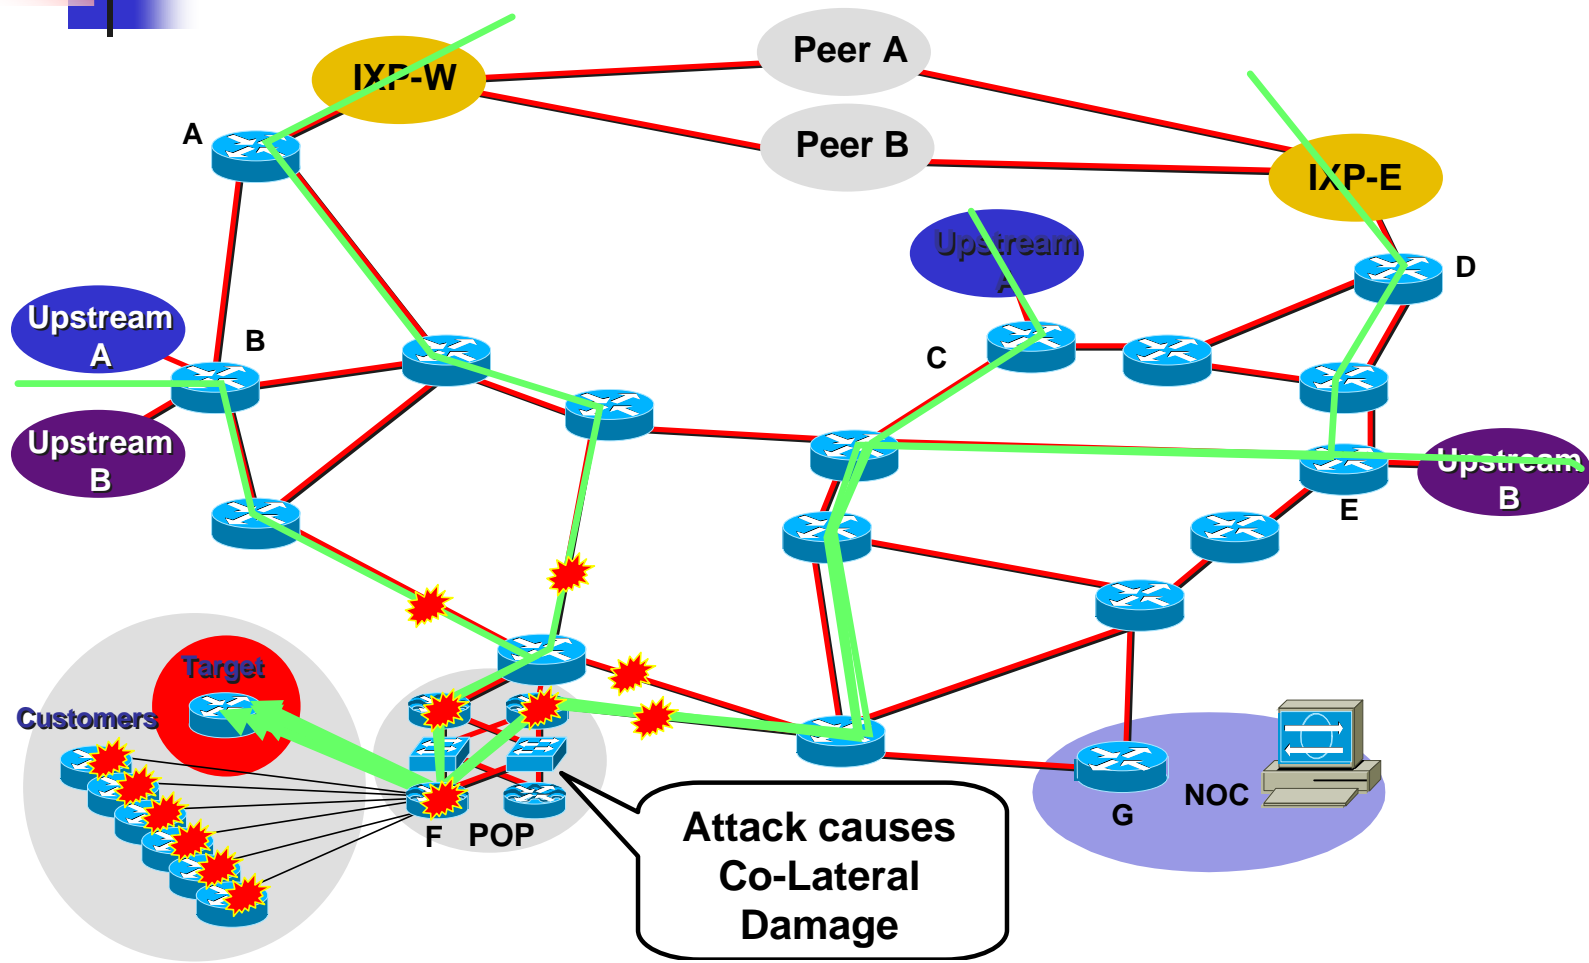 Peer A
IXP-W
A
Peer B
IXP-E
Upstream
A
D
Upstream
A
B
C
Upstream
B
Upstream
B
E
Target
Customers
NOC
G
F
POP
Attack causes
Co-Lateral
Damage